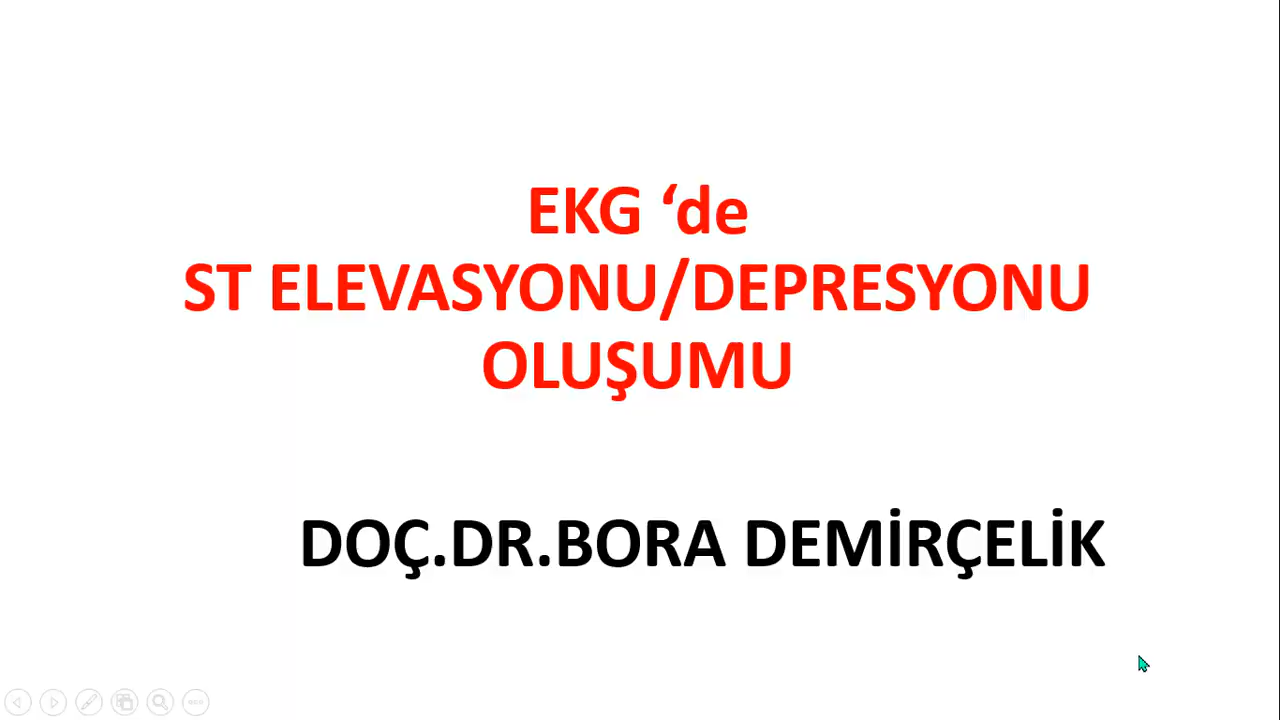 EKG ‘de
ST ELEVASYONU/DEPRESYONU
OLUŞUMU
DOÇ.DR.BORA DEMİRÇELİK